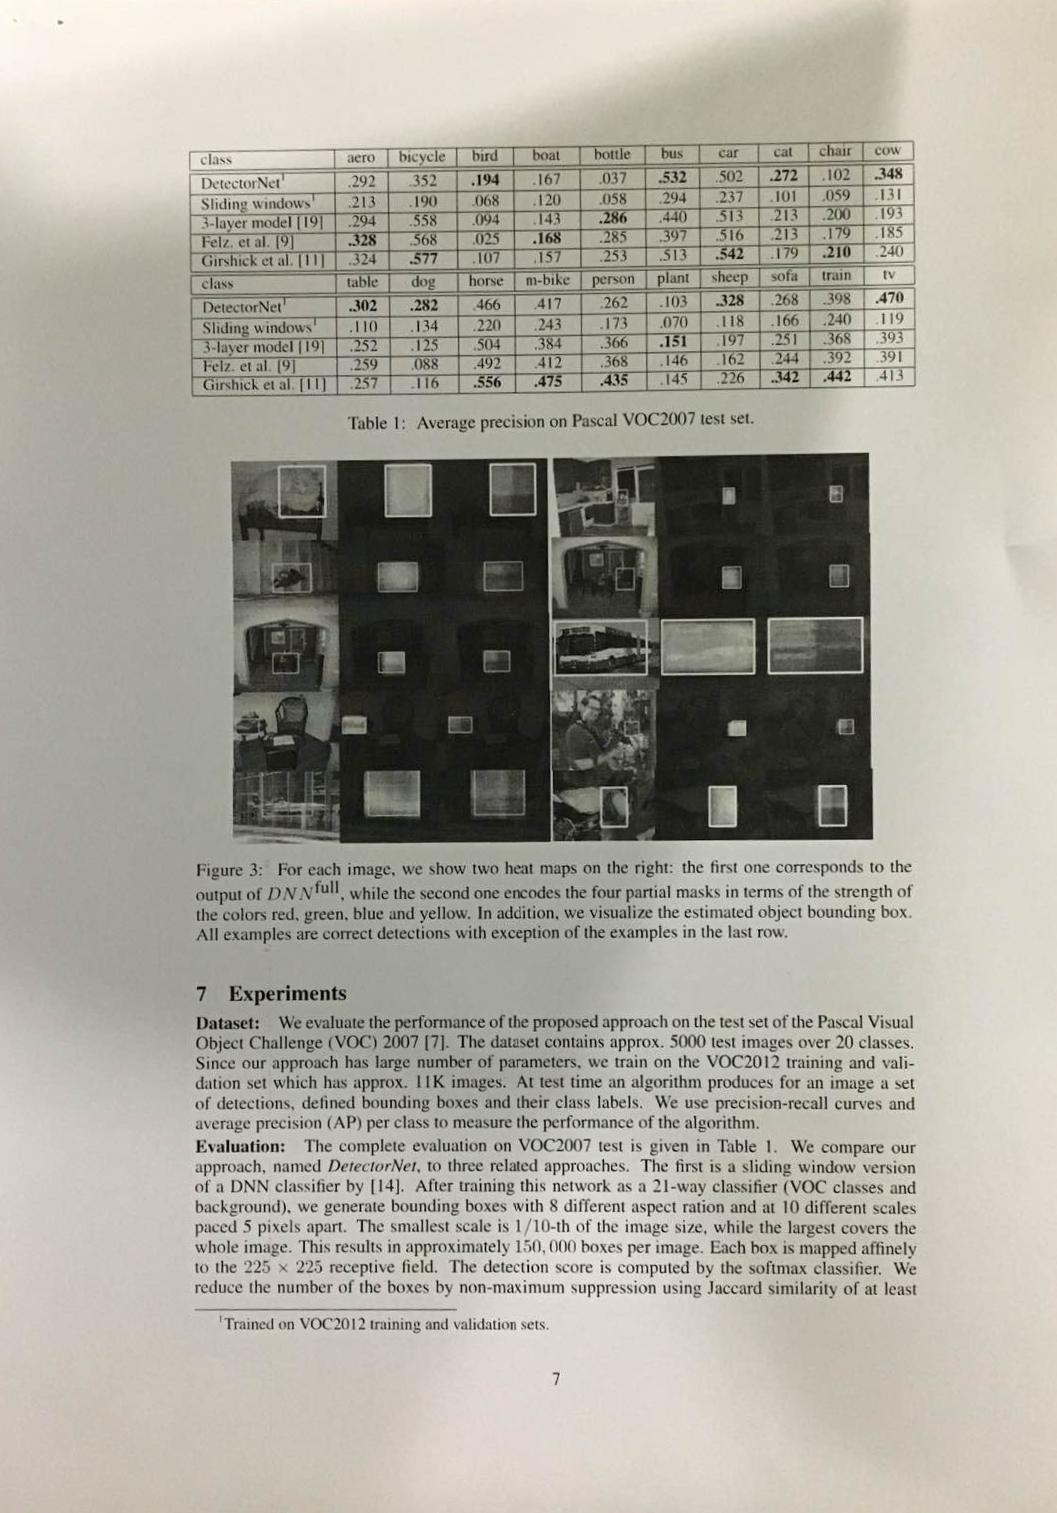 class aero bicycle bird boat bottle bus car cat chair cow
DetectorNet¹ .292 .352 .194 .167 .037 .532 .502 .272 .102 .348
Sliding windows¹ .213 .190 .068 .120 .058 .294 .237 .101 .059 .131
3-layer model [19] .294 .558 .094 .143 .286 .440 .513 .213 .200 .193
Felz. et al. [9] .328 .568 .025 .168 .285 .397 .516 .213 .179 .185
Girshick et al. [11] .324 .577 .107 .157 .253 .513 .542 .179 .210 .240
class table dog horse m-bike person plant sheep sofa train tv
DetectorNet¹ .302 .282 .466 .417 .262 .103 .328 .268 .398 .470
Sliding windows¹ .110 .134 .220 .243 .173 .070 .118 .166 .240 .119
3-layer model [19] .252 .125 .504 .384 .366 .151 .197 .251 .368 .393
Felz. et al. [9] .259 .088 .492 .412 .368 .146 .162 .244 .392 .391
Girshick et al. [11] .257 .116 .556 .475 .435 .145 .226 .342 .442 .413
Table 1: Average precision on Pascal VOC2007 test set.
Figure 3: For each image, we show two heat maps on the right: the first one corresponds to the
output of DNN^full, while the second one encodes the four partial masks in terms of the strength of
the colors red, green, blue and yellow. In addition, we visualize the estimated object bounding box.
All examples are correct detections with exception of the examples in the last row.
7 Experiments
Dataset: We evaluate the performance of the proposed approach on the test set of the Pascal Visual
Object Challenge (VOC) 2007 [7]. The dataset contains approx. 5000 test images over 20 classes.
Since our approach has large number of parameters, we train on the VOC2012 training and vali-
dation set which has approx. 11K images. At test time an algorithm produces for an image a set
of detections, defined bounding boxes and their class labels. We use precision-recall curves and
average precision (AP) per class to measure the performance of the algorithm.
Evaluation: The complete evaluation on VOC2007 test is given in Table 1. We compare our
approach, named DetectorNet, to three related approaches. The first is a sliding window version
of a DNN classifier by [14]. After training this network as a 21-way classifier (VOC classes and
background), we generate bounding boxes with 8 different aspect ration and at 10 different scales
paced 5 pixels apart. The smallest scale is 1/10-th of the image size, while the largest covers the
whole image. This results in approximately 150, 000 boxes per image. Each box is mapped affinely
to the 225 × 225 receptive field. The detection score is computed by the softmax classifier. We
reduce the number of the boxes by non-maximum suppression using Jaccard similarity of at least
¹Trained on VOC2012 training and validation sets.
7